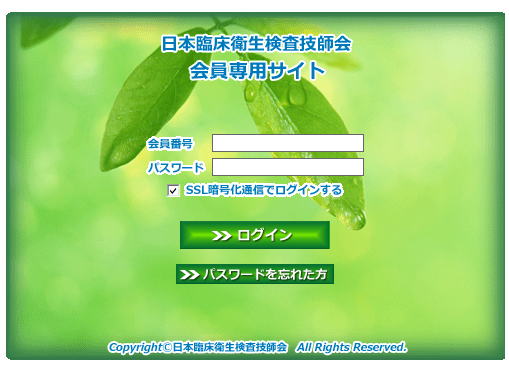 日本臨床衛生検査技師会
会員専用サイト
会員番号
パスワード
SSL暗号化通信でログインする
ログイン
パスワードを忘れた方
Copyright©日本臨床衛生検査技師会 All Rights Reserved.